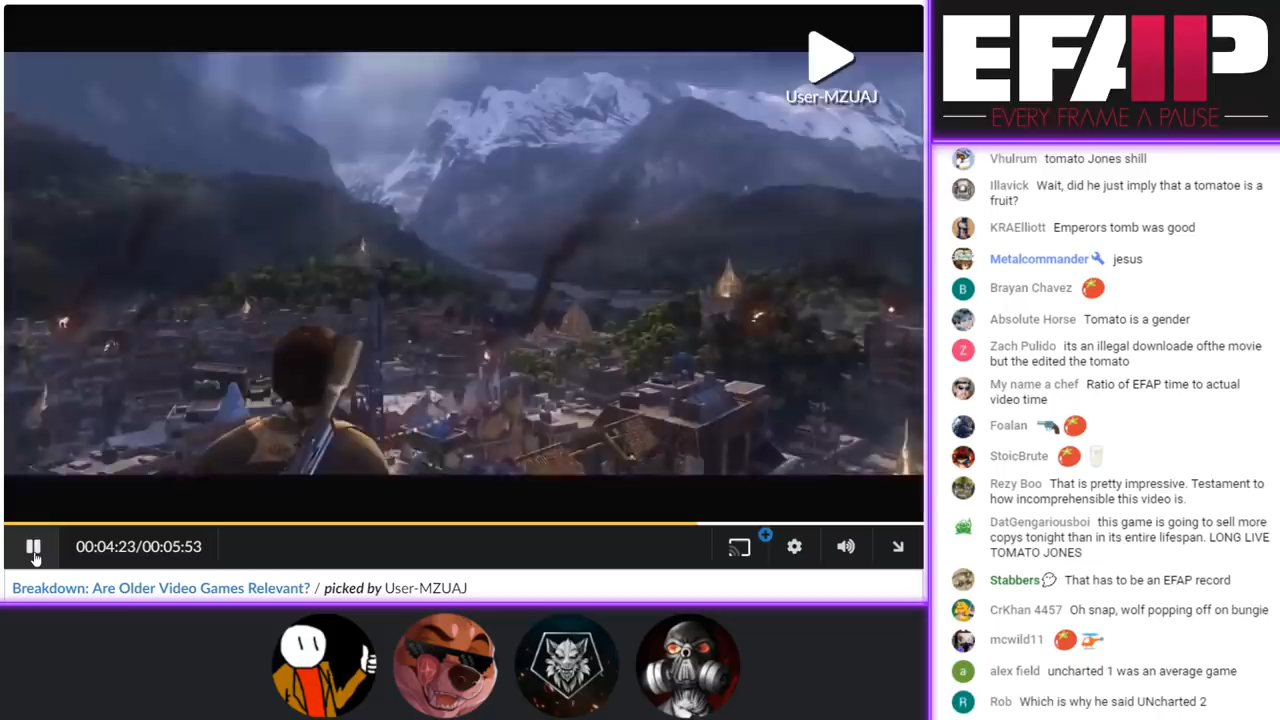 User-MZUAJ
00:04:23/00:05:53
Breakdown: Are Older Video Games Relevant? / picked by User-MZUAJ
EFAP
EVERY FRAME A PAUSE
Vhulrum tomato Jones shill
Illavick Wait, did he just imply that a tomatoe is a
fruit?
KRAElliott Emperors tomb was good
Metalcommander jesus
B Brayan Chavez
Absolute Horse Tomato is a gender
Z Zach Pulido its an illegal downloade ofthe movie
but the edited the tomato
My name a chef Ratio of EFAP time to actual
video time
Foalan
StoicBrute
Rezy Boo That is pretty impressive. Testament to
how incomprehensible this video is.
DatGengariousboi this game is going to sell more
copys tonight than in its entire lifespan. LONG LIVE
TOMATO JONES
Stabbers That has to be an EFAP record
CrKhan 4457 Oh snap, wolf popping off on bungie
mcwild11
a alex field uncharted 1 was an average game
R Rob Which is why he said UNcharted 2